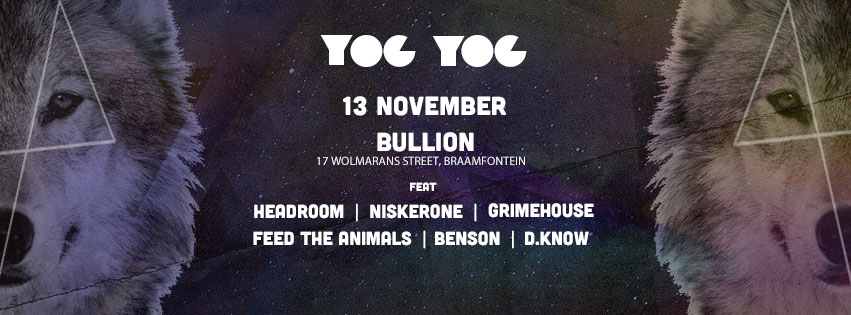 YOG YOG
13 NOVEMBER
BULLION
17 WOLMARANS STREET, BRAAMFONTEIN
FEAT
HEADROOM | NISKERONE | GRIMEHOUSE
FEED THE ANIMALS | BENSON | D.KNOW